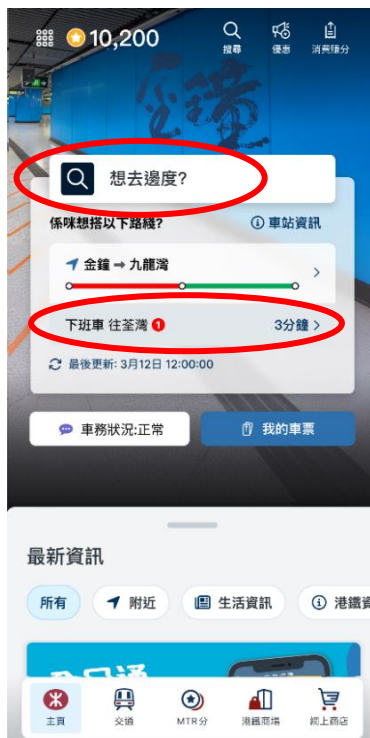 10,200
搜尋
優惠
消費賺分
金鐘
想去邊度?
係咪想搭以下路綫?
車站資訊
金鐘 → 九龍灣
下班車 往荃灣 1
3分鐘
最後更新: 3月12日 12:00:00
車務狀況:正常
我的車票
最新資訊
所有
附近
生活資訊
港鐵資
主頁
交通
MTR分
港鐵商場
網上商店